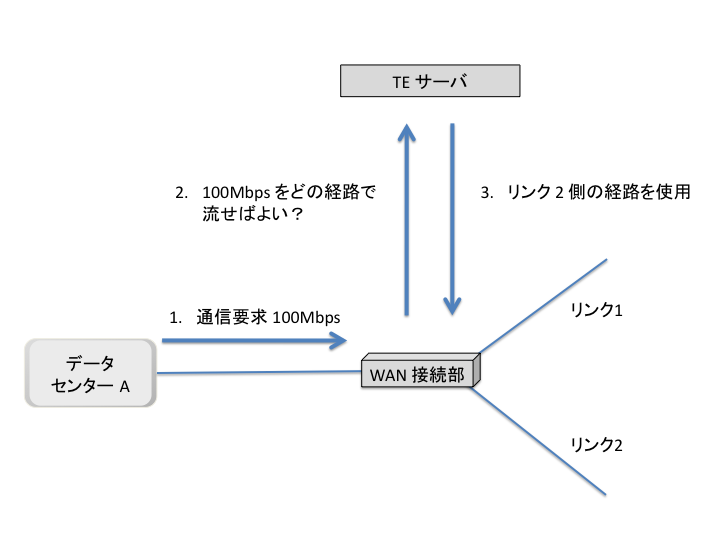 TE サーバ
2. 100Mbps をどの経路で
流せばよい？
3. リンク 2 側の経路を使用
1. 通信要求 100Mbps
リンク1
データ
センター A
WAN 接続部
リンク2